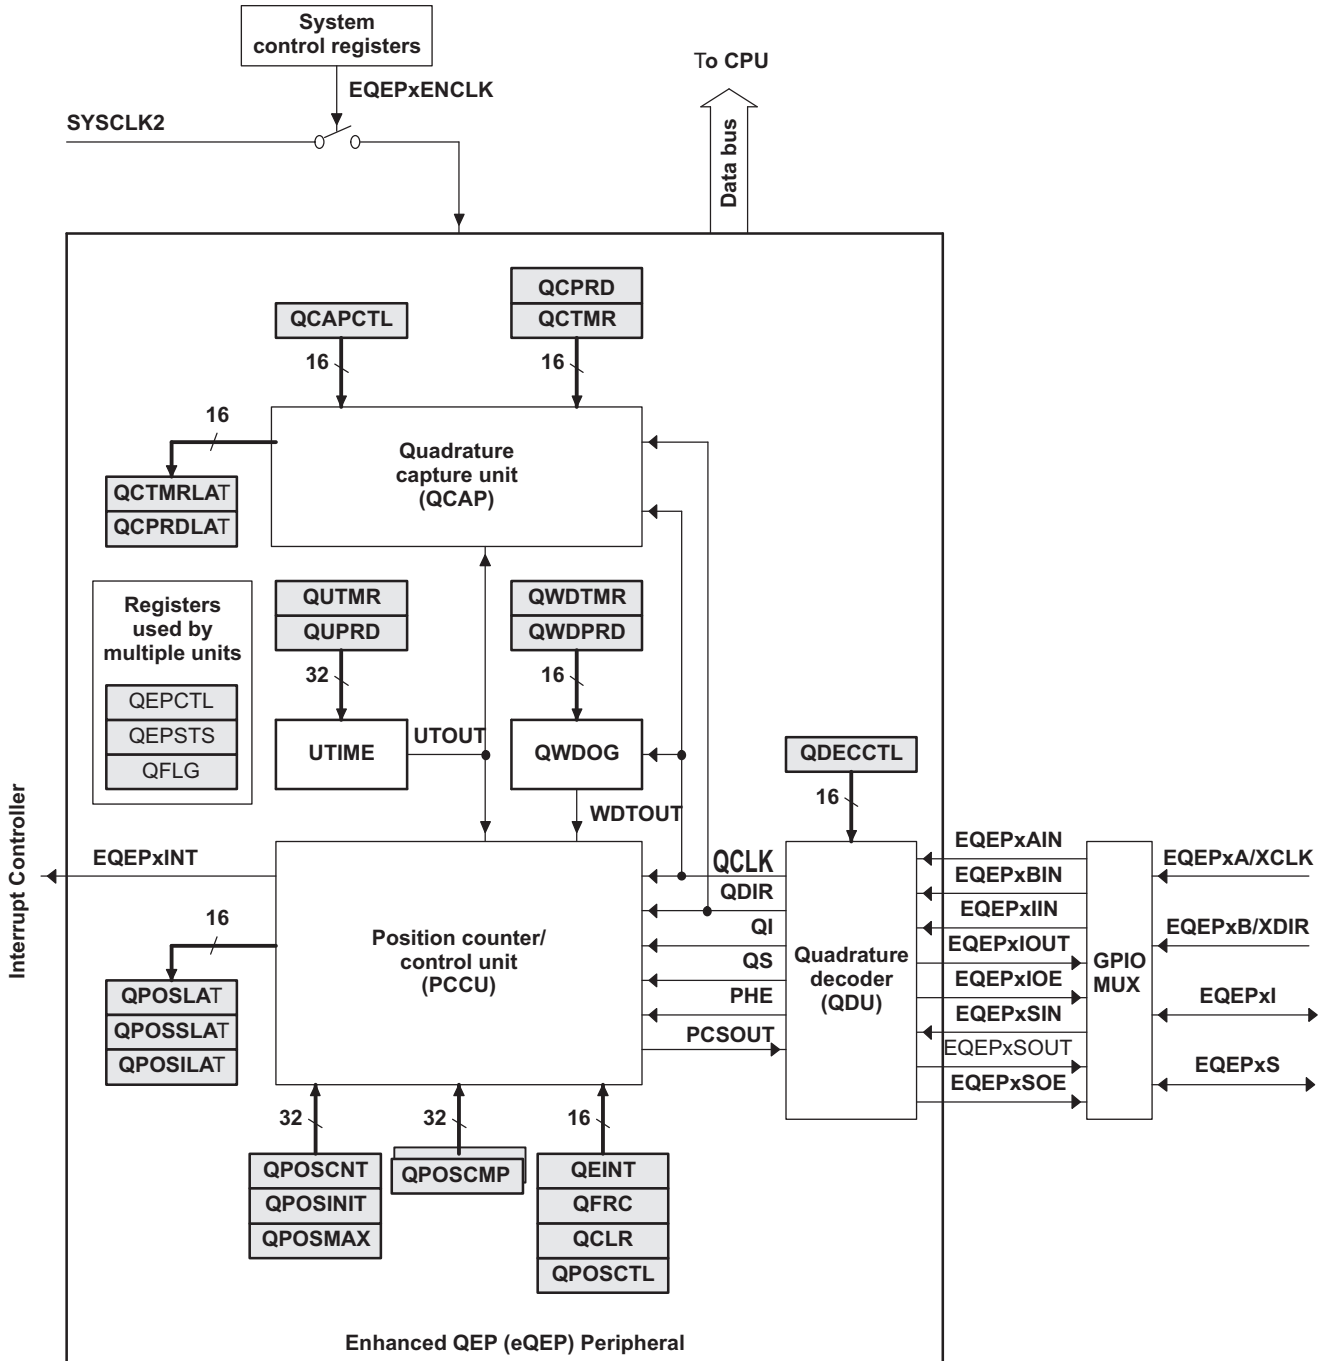 System
control registers
To CPU
EQEPxENCLK
SYSCLK2
Data bus
QCPRD
QCAPCTL
QCTMR
16
16
16
Quadrature
capture unit
(QCAP)
QCTMRLAT
QCPRDLAT
Registers
used by
multiple units
QEPCTL
QEPSTS
QFLG
QUTMR
QUPRD
32
QWDTMR
QWDPRD
16
UTIME
UTOUT
QWDOG
WDTOUT
QDECCTL
16
Interrupt Controller
EQEPxINT
16
QPOSLAT
QPOSSLAT
QPOSILAT
Position counter/
control unit
(PCCU)
QCLK
QDIR
QI
QS
PHE
PCSOUT
Quadrature
decoder
(QDU)
EQEPxAIN
EQEPxBIN
EQEPxIIN
EQEPxIOUT
EQEPxIOE
EQEPxSIN
EQEPxSOUT
EQEPxSOE
GPIO
MUX
EQEPxA/XCLK
EQEPxB/XDIR
EQEPxI
EQEPxS
32
32
16
QPOSCNT
QPOSINIT
QPOSMAX
QPOSCMP
QEINT
QFRC
QCLR
QPOSCTL
Enhanced QEP (eQEP) Peripheral